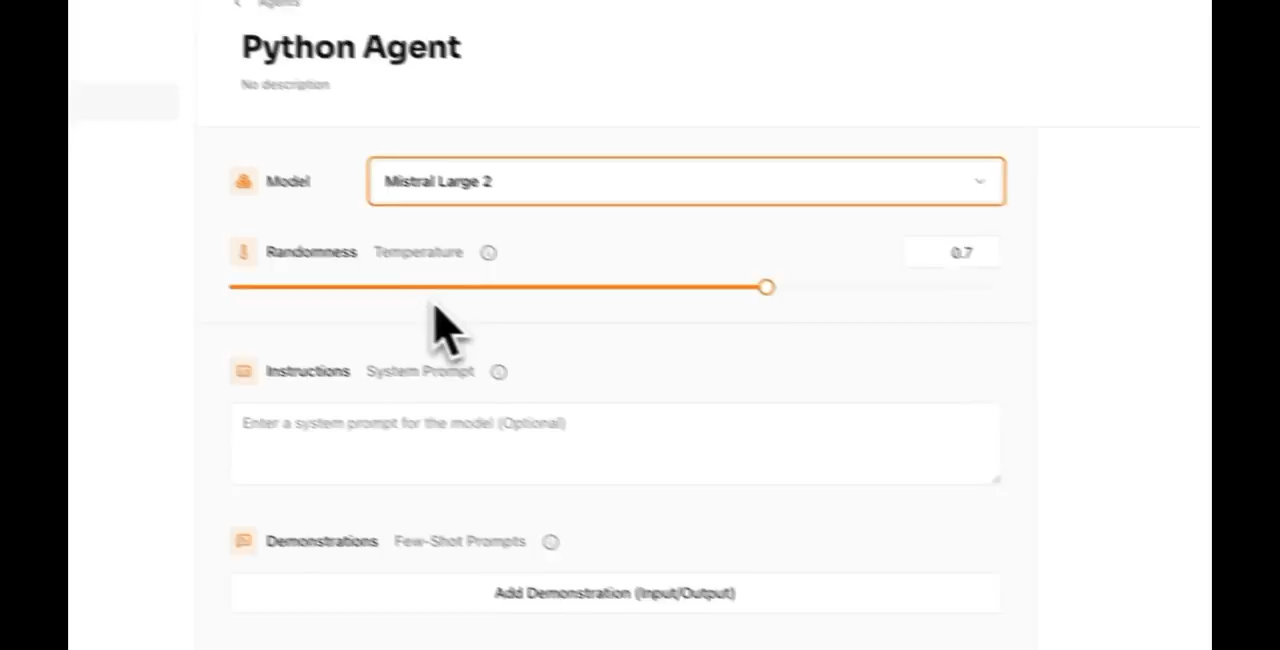 Agents
Python Agent
No description
Model
Mistral Large 2
Randomness Temperature
0.7
Instructions System Prompt
Enter a system prompt for the model (Optional)
Demonstrations Few-Shot Prompts
Add Demonstration (Input/Output)